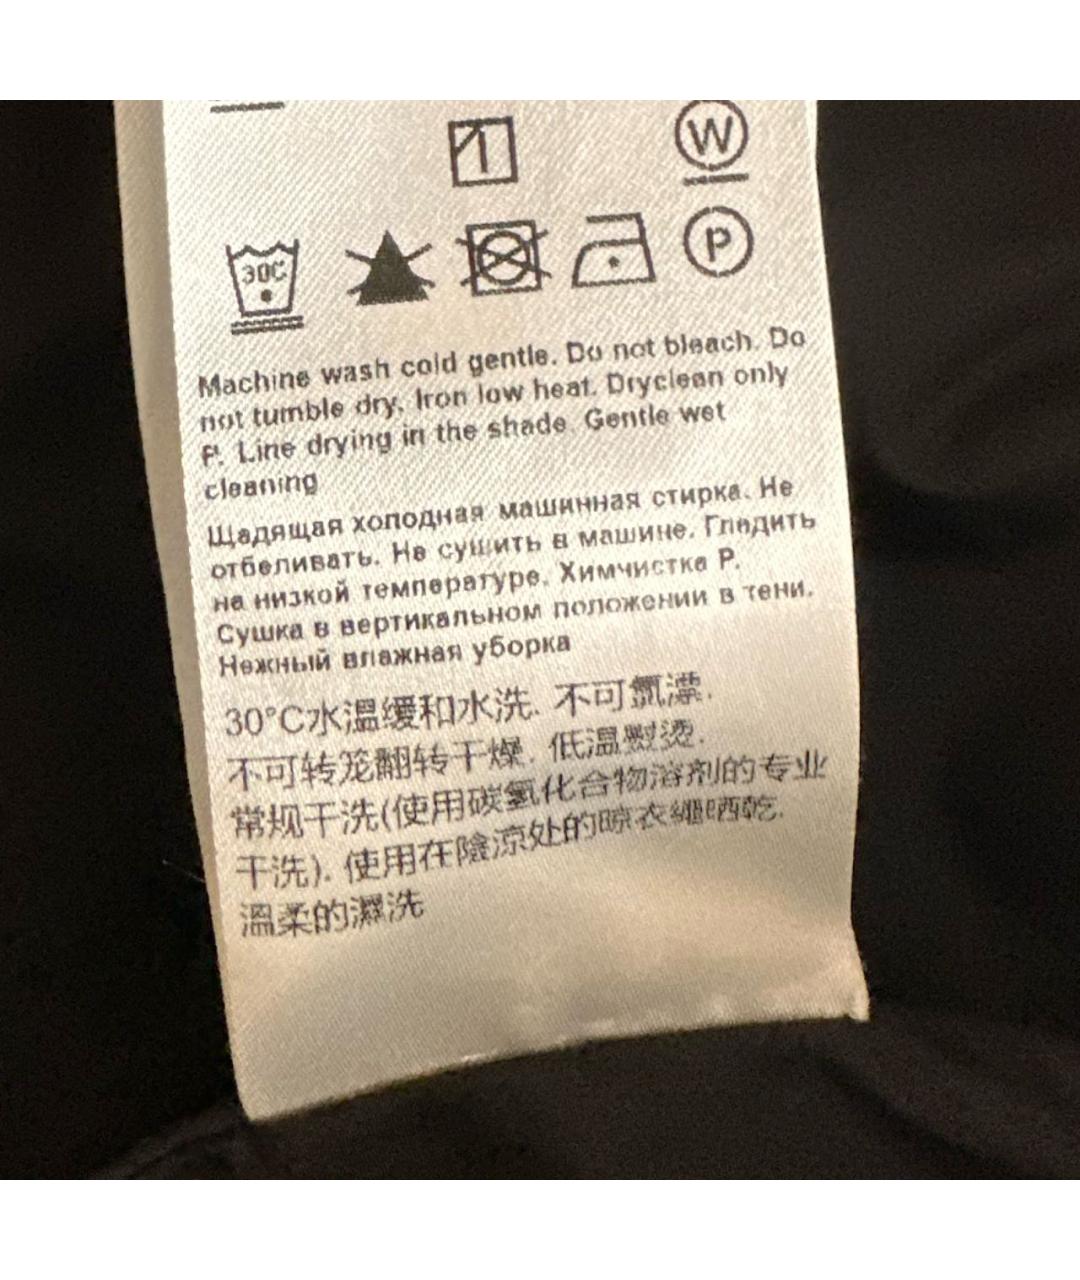 W
30C
P
Machine wash cold gentle. Do not bleach. Do
not tumble dry. Iron low heat. Dryclean only
P. Line drying in the shade. Gentle wet
cleaning
Щадящая холодная машинная стирка. Не
отбеливать. Не сушить в машине. Гладить
на низкой температуре. Химчистка Р.
Сушка в вертикальном положении в тени.
Нежный влажная уборка
30°C水温缓和水洗. 不可氯漂.
不可转笼翻转干燥. 低温熨烫.
常规干洗(使用碳氢化合物溶剂的专业
干洗). 使用在陰凉处的晾衣繩晒乾.
溫柔的濕洗